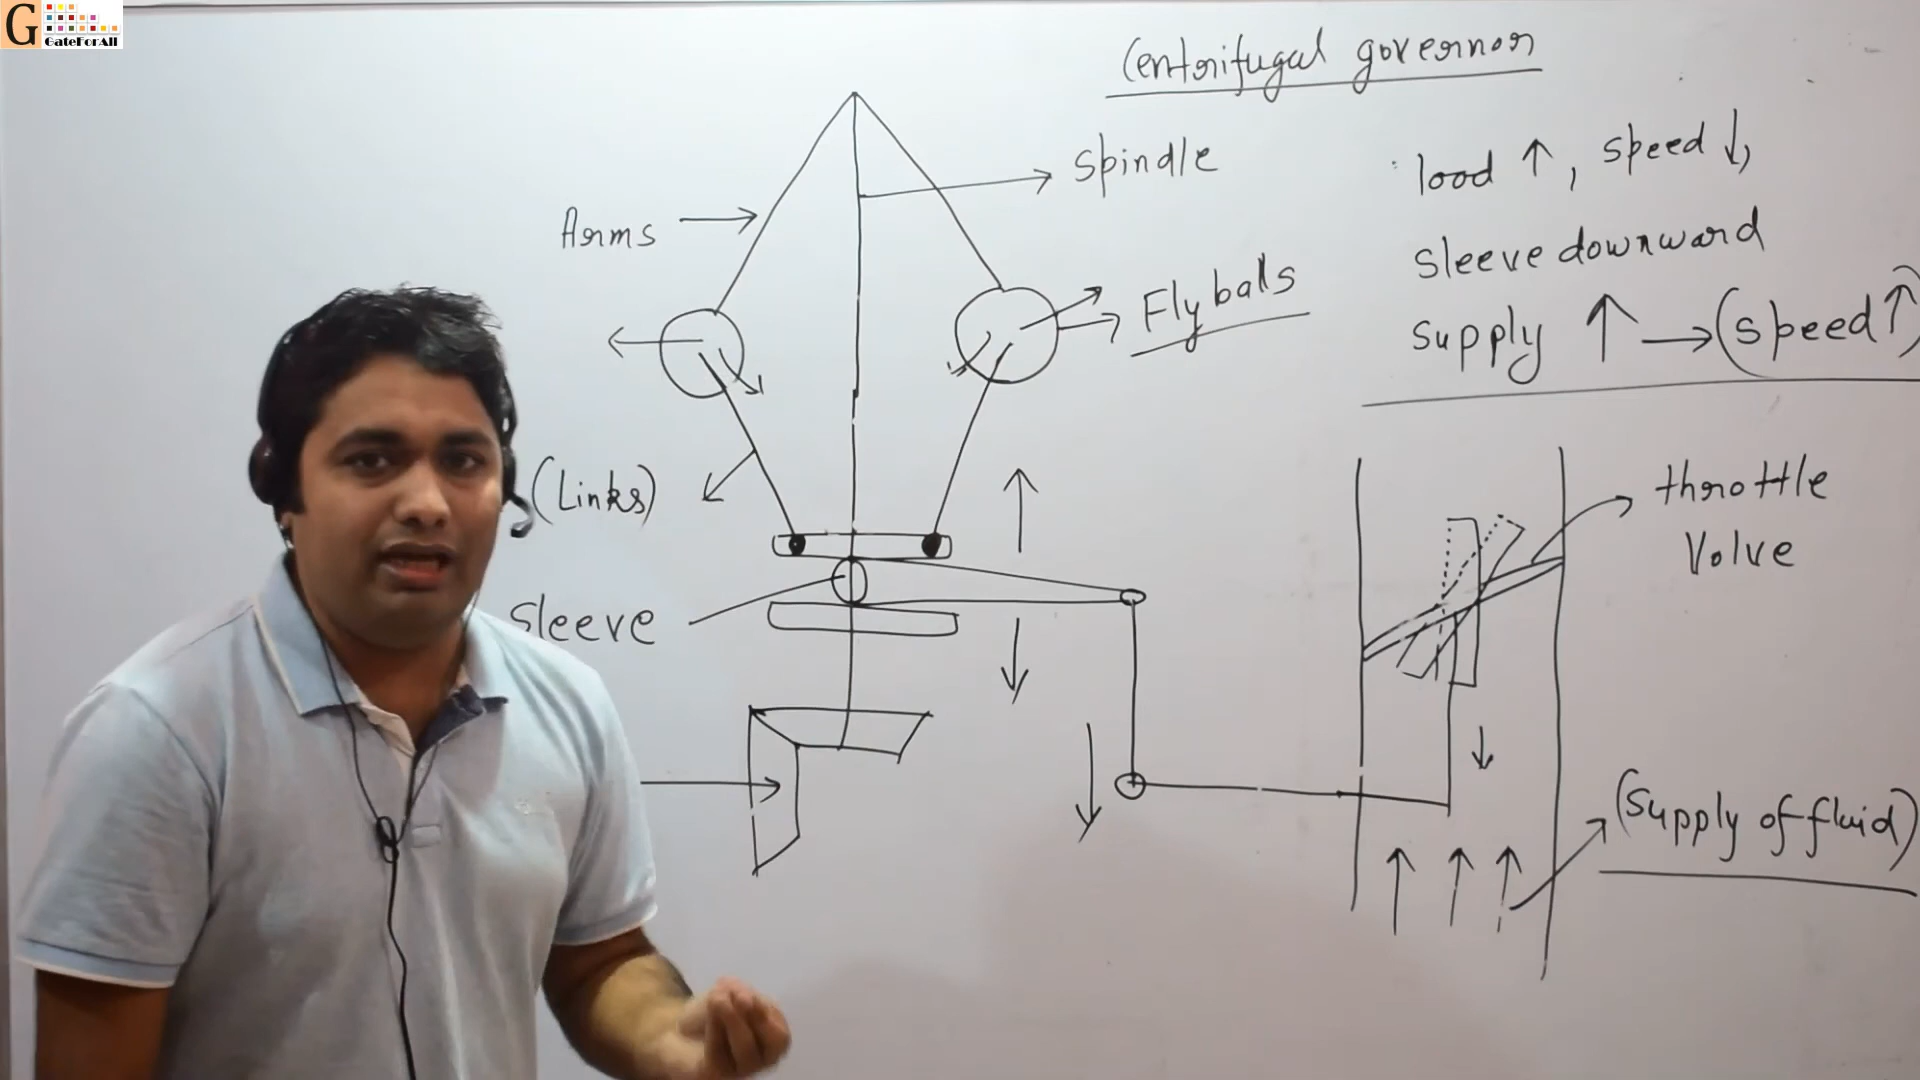 G
GateForAll
Centrifugal governor
Spindle
load ↑, speed ↓,
Arms
sleeve downward
Fly balls
supply ↑ → (speed ↑)
(Links)
throttle
Valve
Sleeve
(supply of fluid)